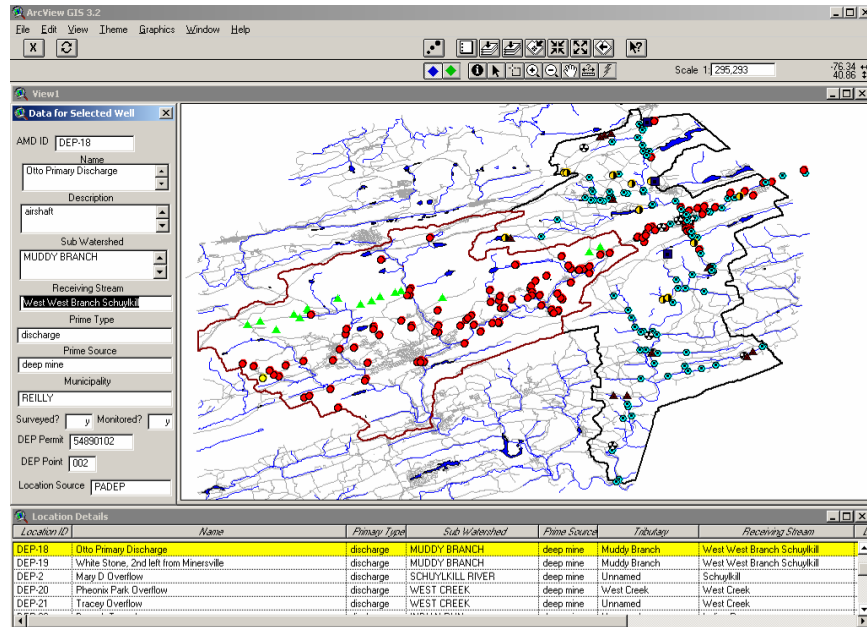 ArcView GIS 3.2
File Edit View Theme Graphics Window Help
X
Scale 1: 295,293
-76.34
40.86
View1
Data for Selected Well
AMD ID DEP-18
Name
Otto Primary Discharge
Description
airshaft
Sub Watershed
MUDDY BRANCH
Receiving Stream
West West Branch Schuylkill
Prime Type
discharge
Prime Source
deep mine
Municipality
REILLY
Surveyed? y Monitored? y
DEP Permit 54890102
DEP Point 002
Location Source PADEP
Location Details
Location ID Name Primary Type Sub Watershed Prime Source Tributary Receiving Stream
DEP-18 Otto Primary Discharge discharge MUDDY BRANCH deep mine Muddy Branch West West Branch Schuylkill
DEP-19 White Stone, 2nd left from Minersville discharge MUDDY BRANCH deep mine Muddy Branch West West Branch Schuylkill
DEP-2 Mary D Overflow discharge SCHUYLKILL RIVER deep mine Unnamed Schuylkill
DEP-20 Pheonix Park Overflow discharge WEST CREEK deep mine West Creek West Creek
DEP-21 Tracey Overflow discharge WEST CREEK deep mine Unnamed West Creek